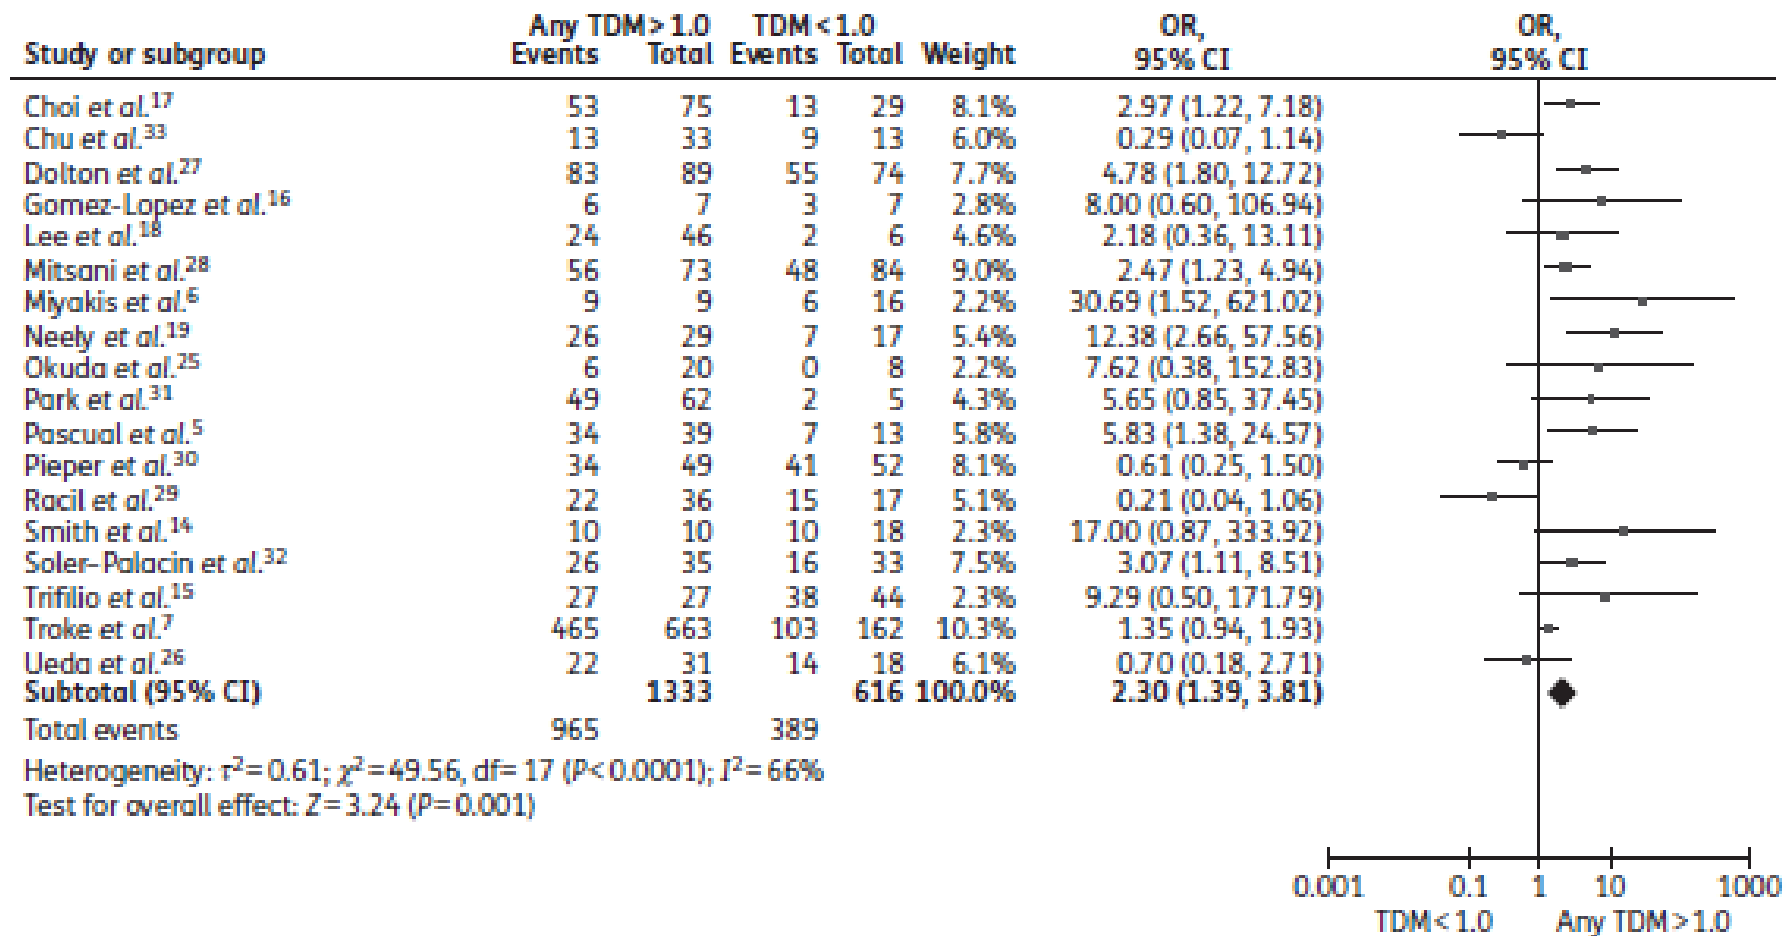 Any TDM > 1.0 TDM < 1.0 OR, OR,
Study or subgroup Events Total Events Total Weight 95% CI 95% CI
Choi et al.17 53 75 13 29 8.1% 2.97 (1.22, 7.18)
Chu et al.33 13 33 9 13 6.0% 0.29 (0.07, 1.14)
Dolton et al.27 83 89 55 74 7.7% 4.78 (1.80, 12.72)
Gomez-Lopez et al.16 6 7 3 7 2.8% 8.00 (0.60, 106.94)
Lee et al.18 24 46 2 6 4.6% 2.18 (0.36, 13.11)
Mitsani et al.28 56 73 48 84 9.0% 2.47 (1.23, 4.94)
Miyakis et al.6 9 9 6 16 2.2% 30.69 (1.52, 621.02)
Neely et al.19 26 29 7 17 5.4% 12.38 (2.66, 57.56)
Okuda et al.25 6 20 0 8 2.2% 7.62 (0.38, 152.83)
Park et al.31 49 62 2 5 4.3% 5.65 (0.85, 37.45)
Pascual et al.5 34 39 7 13 5.8% 5.83 (1.38, 24.57)
Pieper et al.30 34 49 41 52 8.1% 0.61 (0.25, 1.50)
Racil et al.29 22 36 15 17 5.1% 0.21 (0.04, 1.06)
Smith et al.14 10 10 10 18 2.3% 17.00 (0.87, 333.92)
Soler-Palacin et al.32 26 35 16 33 7.5% 3.07 (1.11, 8.51)
Trifilio et al.15 27 27 38 44 2.3% 9.29 (0.50, 171.79)
Troke et al.7 465 663 103 162 10.3% 1.35 (0.94, 1.93)
Ueda et al.26 22 31 14 18 6.1% 0.70 (0.18, 2.71)
Subtotal (95% CI) 1333 616 100.0% 2.30 (1.39, 3.81)
Total events 965 389
Heterogeneity: τ²=0.61; χ²=49.56, df=17 (P<0.0001); I²=66%
Test for overall effect: Z=3.24 (P=0.001)
0.001 0.1 1 10 1000
TDM < 1.0 Any TDM > 1.0